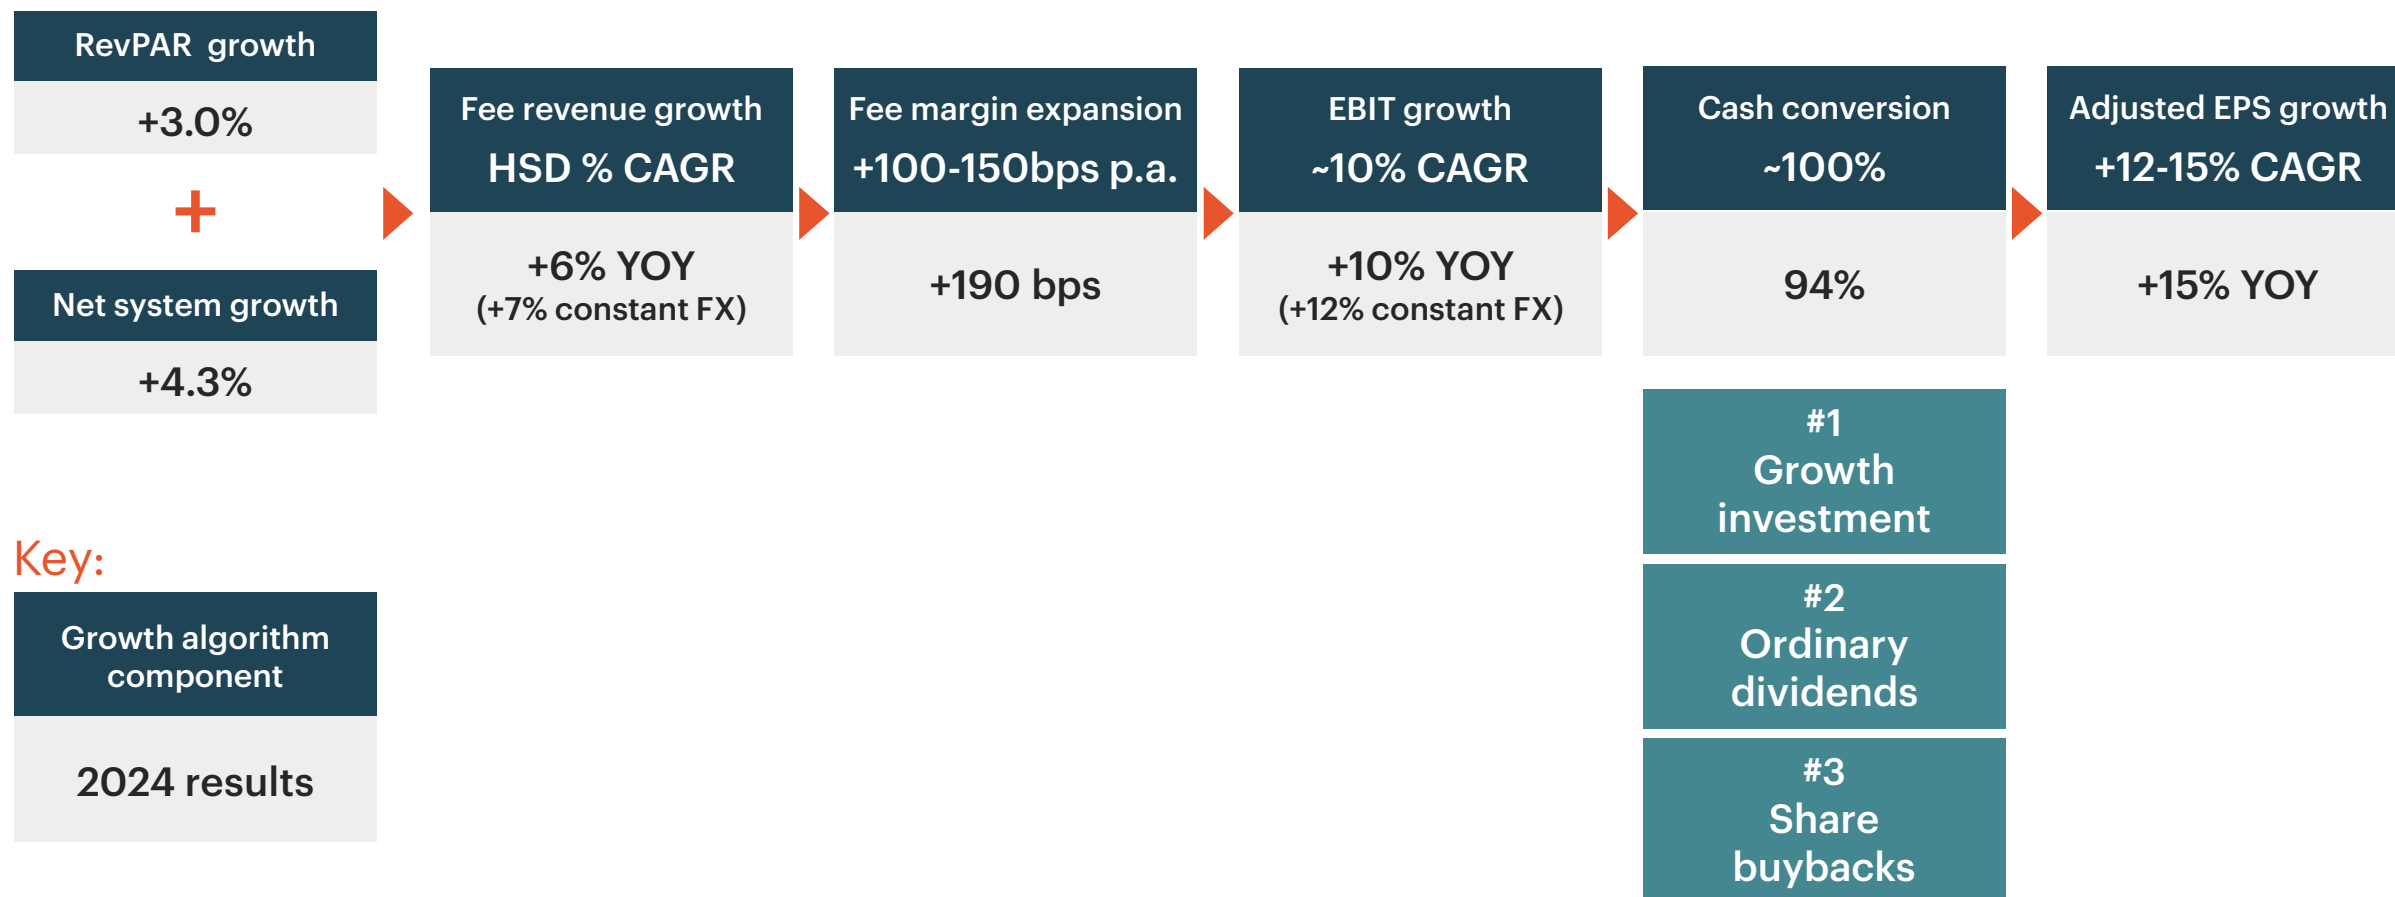 RevPAR growth
+3.0%
+
Net system growth
+4.3%
Fee revenue growth
HSD % CAGR
+6% YOY
(+7% constant FX)
Fee margin expansion
+100-150bps p.a.
+190 bps
EBIT growth
~10% CAGR
+10% YOY
(+12% constant FX)
Cash conversion
~100%
94%
#1
Growth
investment
#2
Ordinary
dividends
#3
Share
buybacks
Adjusted EPS growth
+12-15% CAGR
+15% YOY
Key:
Growth algorithm
component
2024 results